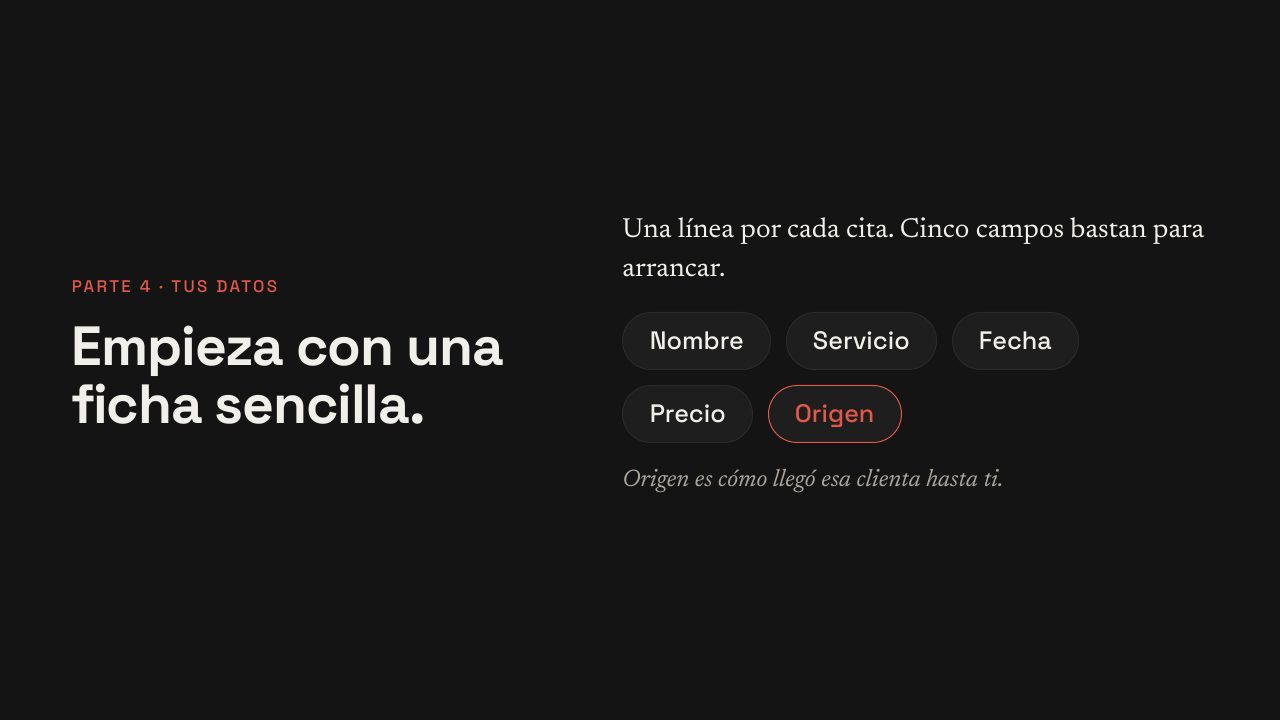 PARTE 4 · TUS DATOS
Empieza con una
ficha sencilla.
Una línea por cada cita. Cinco campos bastan para
arrancar.
Nombre
Servicio
Fecha
Precio
Origen
Origen es cómo llegó esa clienta hasta ti.